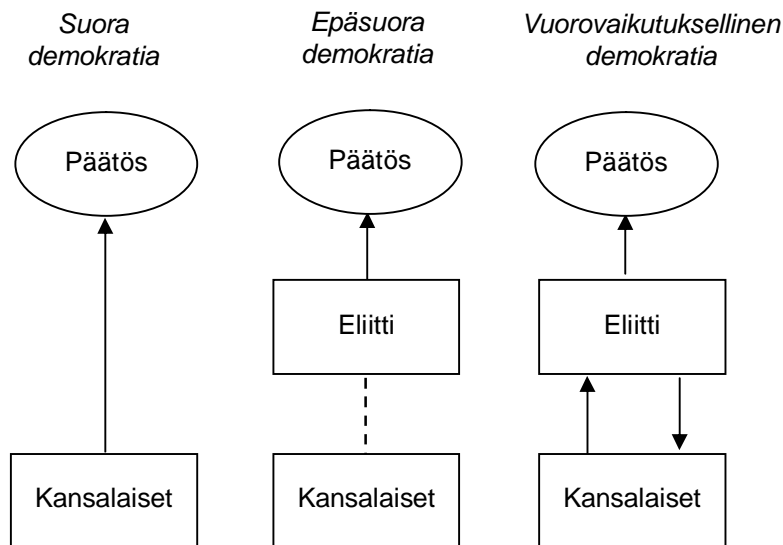 Suora
demokratia
Epäsuora
demokratia
Vuorovaikutuksellinen
demokratia
Päätös
Päätös
Päätös
Eliitti
Eliitti
Kansalaiset
Kansalaiset
Kansalaiset